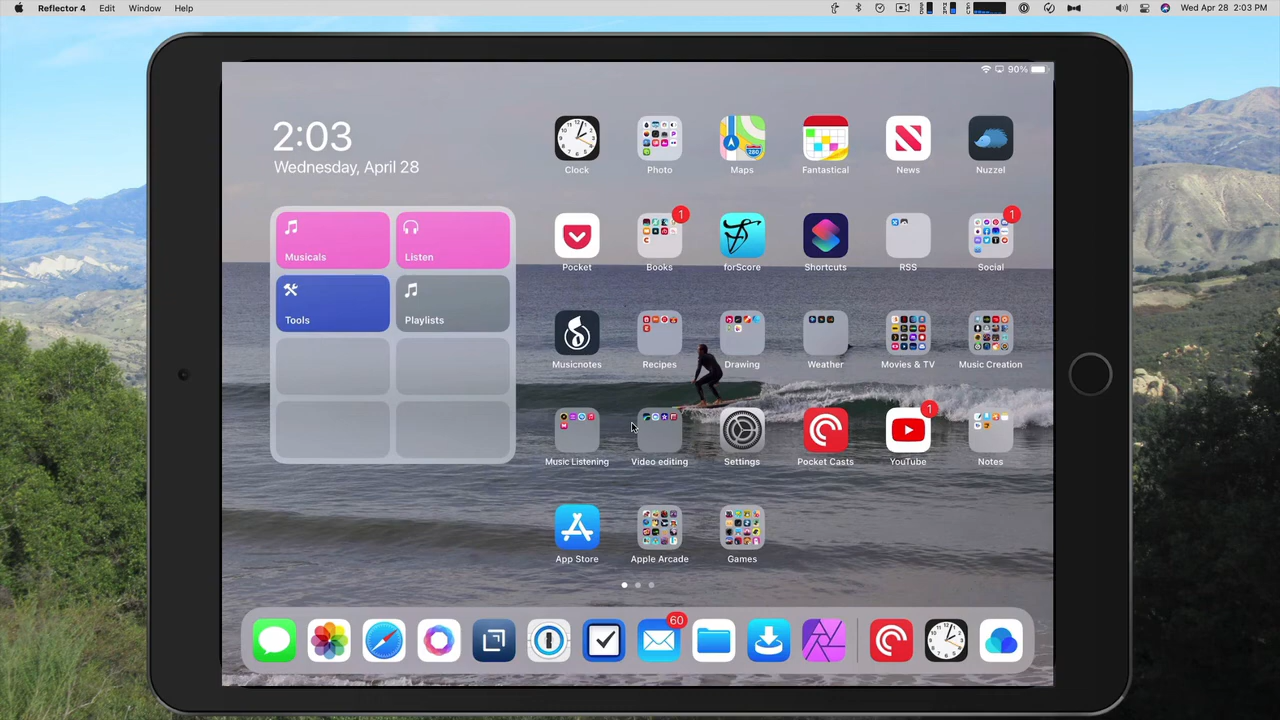 Reflector 4 Edit Window Help Wed Apr 28 2:03 PM
90%
2:03
Wednesday, April 28
Musicals Listen
Tools Playlists
Clock Photo Maps Fantastical News Nuzzel
1 1
Pocket Books forScore Shortcuts RSS Social
Musicnotes Recipes Drawing Weather Movies & TV Music Creation
1
Music Listening Video editing Settings Pocket Casts YouTube Notes
App Store Apple Arcade Games
60